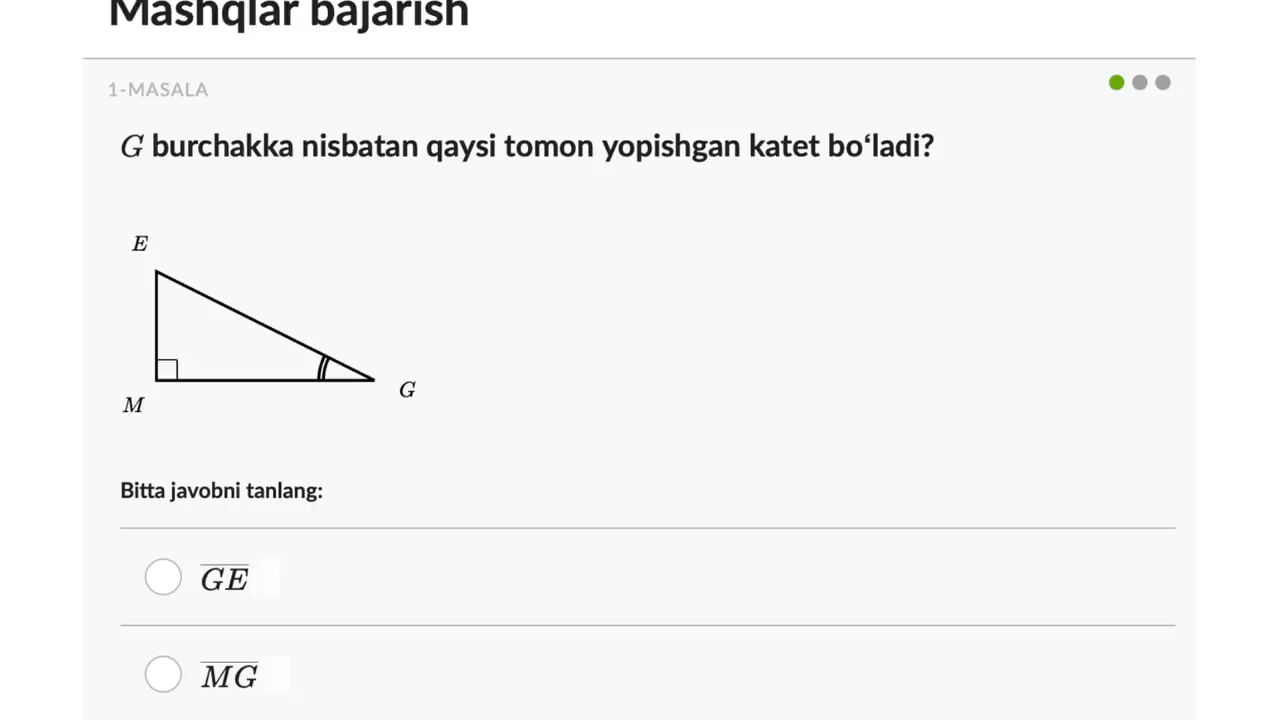 Mashqlar bajarish
1-MASALA
G burchakka nisbatan qaysi tomon yopishgan katet bo‘ladi?
E
M
G
Bitta javobni tanlang:
GE
MG